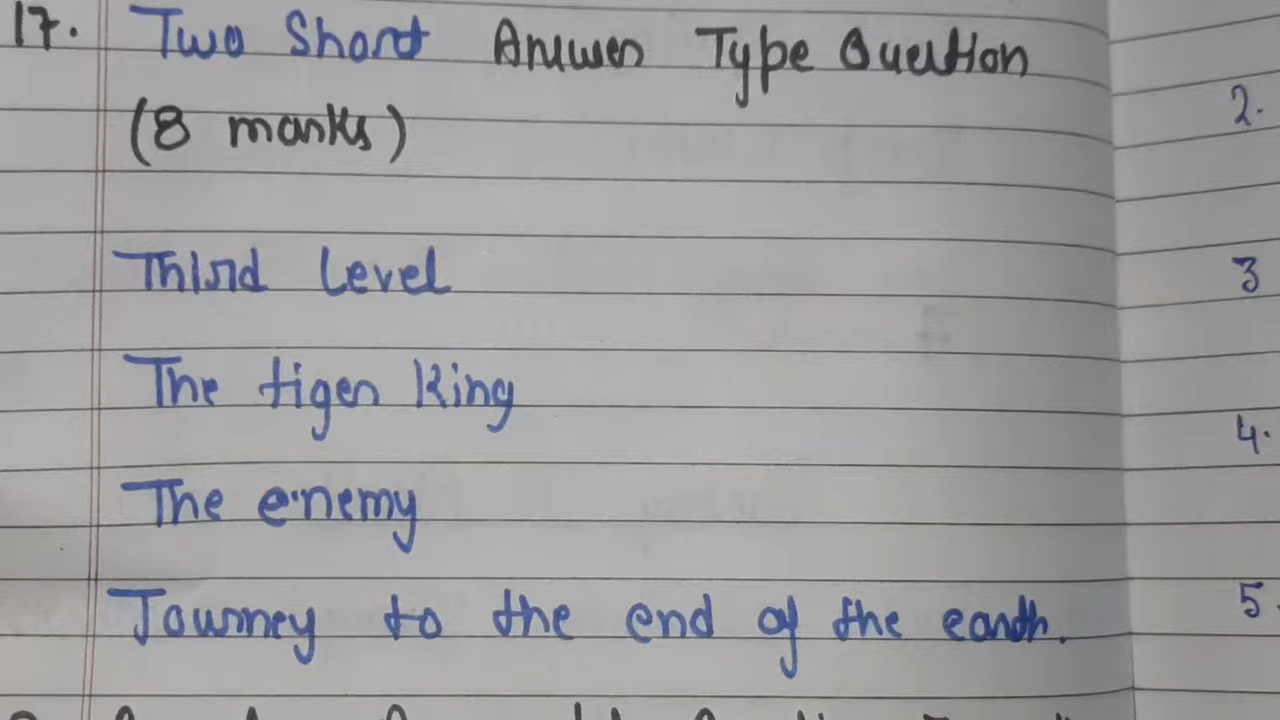 17. Two Short Answer Type Question
(8 marks)
2.
Third Level
3
The tiger King
4.
The enemy
5.
Journey to the end of the earth.